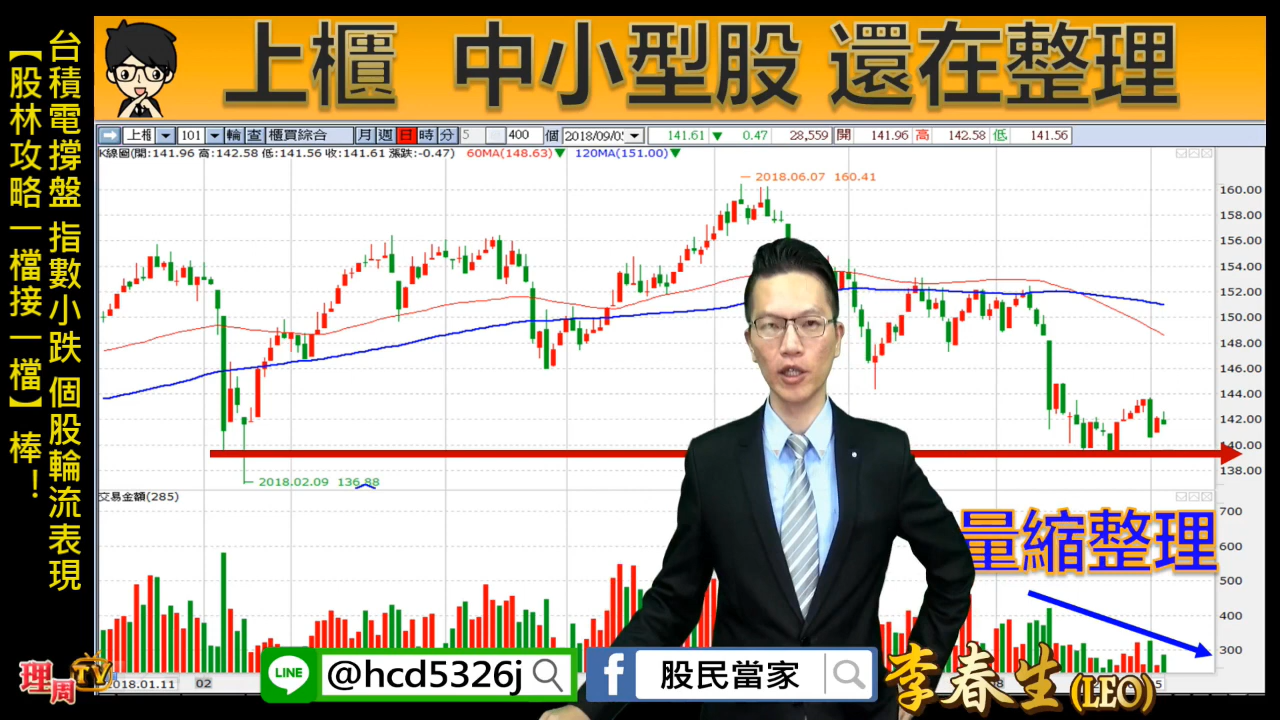 上櫃 中小型股 還在整理
台積電撐盤 指數小跌 個股輪流表現
【股林攻略一檔接一檔】棒！
101 輪 查 櫃買綜合 月 週 日 時 分 5 400 個 141.61 ▼ 0.47 28,559 開 141.96 高 142.58 低 141.56
K線圖(開:141.96 高:142.58 低:141.56 收:141.61 漲跌:-0.47) 60MA(148.63)▼ 120MA(151.00)▼
2018.06.07 160.41
160.00
158.00
156.00
154.00
152.00
150.00
148.00
146.00
144.00
142.00
140.00
138.00
2018.02.09 136.88
交易金額(285)
700
600
500
400
300
量縮整理
02
理周TV
LINE @hcd5326j
f 股民當家
李春生(LEO)